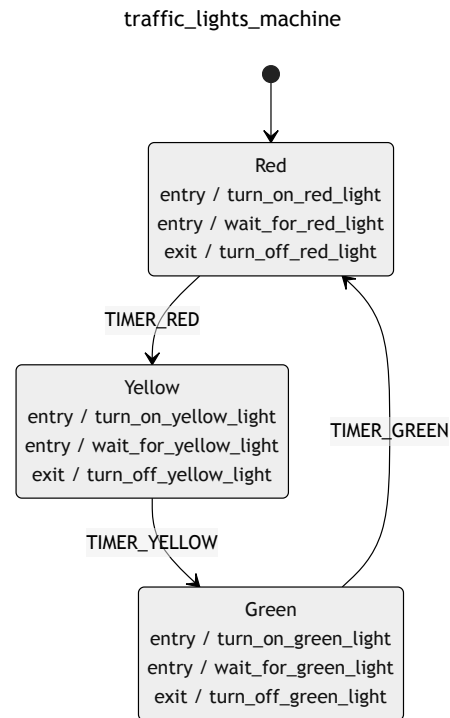 traffic_lights_machine
Red
entry / turn_on_red_light
entry / wait_for_red_light
exit / turn_off_red_light
TIMER_RED
Yellow
entry / turn_on_yellow_light
entry / wait_for_yellow_light
exit / turn_off_yellow_light
TIMER_GREEN
TIMER_YELLOW
Green
entry / turn_on_green_light
entry / wait_for_green_light
exit / turn_off_green_light